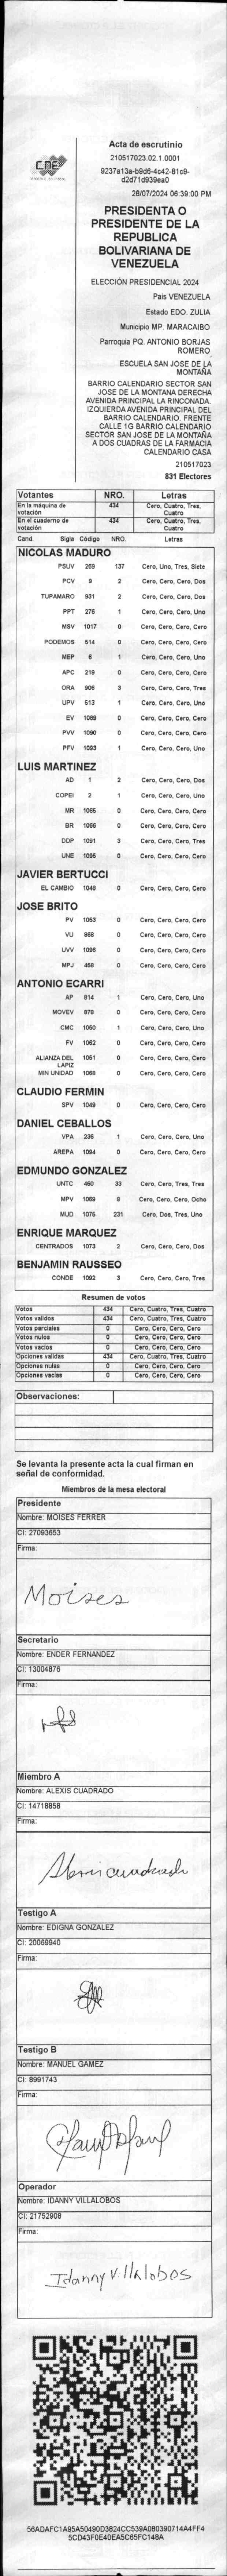 CNE
Acta de escrutinio
210517023.02.1.0001
9237a13a-b9d6-4c42-81c9-
d2d71d939ea0
28/07/2024 06:39:00 PM
PRESIDENTA O
PRESIDENTE DE LA
REPUBLICA
BOLIVARIANA DE
VENEZUELA
ELECCIÓN PRESIDENCIAL 2024
Pais VENEZUELA
Estado EDO. ZULIA
Municipio MP. MARACAIBO
Parroquia PQ. ANTONIO BORJAS
ROMERO
ESCUELA SAN JOSE DE LA
MONTAÑA
BARRIO CALENDARIO SECTOR SAN
JOSE DE LA MONTANA DERECHA
AVENIDA PRINCIPAL LA RINCONADA.
IZQUIERDA AVENIDA PRINCIPAL DEL
BARRIO CALENDARIO. FRENTE
CALLE 1G BARRIO CALENDARIO
SECTOR SAN JOSE DE LA MONTAÑA
A DOS CUADRAS DE LA FARMACIA
CALENDARIO CASA
210517023
831 Electores
Votantes NRO. Letras
En la máquina de votación 434 Cero, Cuatro, Tres, Cuatro
En el cuaderno de votación 434 Cero, Cuatro, Tres, Cuatro
Cand. Sigla Código NRO. Letras
NICOLAS MADURO
PSUV 269 137 Cero, Uno, Tres, Siete
PCV 9 2 Cero, Cero, Cero, Dos
TUPAMARO 931 2 Cero, Cero, Cero, Dos
PPT 276 1 Cero, Cero, Cero, Uno
MSV 1017 0 Cero, Cero, Cero, Cero
PODEMOS 514 0 Cero, Cero, Cero, Cero
MEP 6 1 Cero, Cero, Cero, Uno
APC 219 0 Cero, Cero, Cero, Cero
ORA 906 3 Cero, Cero, Cero, Tres
UPV 513 1 Cero, Cero, Cero, Uno
EV 1089 0 Cero, Cero, Cero, Cero
PVV 1090 0 Cero, Cero, Cero, Cero
PFV 1093 1 Cero, Cero, Cero, Uno
LUIS MARTINEZ
AD 1 2 Cero, Cero, Cero, Dos
COPEI 2 1 Cero, Cero, Cero, Uno
MR 1065 0 Cero, Cero, Cero, Cero
BR 1066 0 Cero, Cero, Cero, Cero
DDP 1091 3 Cero, Cero, Cero, Tres
UNE 1095 0 Cero, Cero, Cero, Cero
JAVIER BERTUCCI
EL CAMBIO 1048 0 Cero, Cero, Cero, Cero
JOSE BRITO
PV 1053 0 Cero, Cero, Cero, Cero
VU 868 0 Cero, Cero, Cero, Cero
UVV 1096 0 Cero, Cero, Cero, Cero
MPJ 458 0 Cero, Cero, Cero, Cero
ANTONIO ECARRI
AP 814 1 Cero, Cero, Cero, Uno
MOVEV 978 0 Cero, Cero, Cero, Cero
CMC 1050 1 Cero, Cero, Cero, Uno
FV 1062 0 Cero, Cero, Cero, Cero
ALIANZA DEL LAPIZ 1051 0 Cero, Cero, Cero, Cero
MIN UNIDAD 1068 0 Cero, Cero, Cero, Cero
CLAUDIO FERMIN
SPV 1049 0 Cero, Cero, Cero, Cero
DANIEL CEBALLOS
VPA 236 1 Cero, Cero, Cero, Uno
AREPA 1094 0 Cero, Cero, Cero, Cero
EDMUNDO GONZALEZ
UNTC 460 33 Cero, Cero, Tres, Tres
MPV 1069 8 Cero, Cero, Cero, Ocho
MUD 1075 231 Cero, Dos, Tres, Uno
ENRIQUE MARQUEZ
CENTRADOS 1073 2 Cero, Cero, Cero, Dos
BENJAMIN RAUSSEO
CONDE 1092 3 Cero, Cero, Cero, Tres
Resumen de votos
Votos 434 Cero, Cuatro, Tres, Cuatro
Votos validos 434 Cero, Cuatro, Tres, Cuatro
Votos parciales 0 Cero, Cero, Cero, Cero
Votos nulos 0 Cero, Cero, Cero, Cero
Votos vacios 0 Cero, Cero, Cero, Cero
Opciones validas 434 Cero, Cuatro, Tres, Cuatro
Opciones nulas 0 Cero, Cero, Cero, Cero
Opciones vacias 0 Cero, Cero, Cero, Cero
Observaciones:
Se levanta la presente acta la cual firman en
señal de conformidad.
Miembros de la mesa electoral
Presidente
Nombre: MOISES FERRER
CI: 27093653
Firma:
Moises
Secretario
Nombre: ENDER FERNANDEZ
CI: 13004876
Firma:
Miembro A
Nombre: ALEXIS CUADRADO
CI: 14718858
Firma:
Alexis cuadrado
Testigo A
Nombre: EDIGNA GONZALEZ
CI: 20069940
Firma:
Testigo B
Nombre: MANUEL GAMEZ
CI: 8991743
Firma:
Operador
Nombre: IDANNY VILLALOBOS
CI: 21752908
Firma:
Idanny Villalobos
56ADAFC1A95A50490D3824CC539A080390714A4FF4
5CD43F0E40EA5C65FC148A